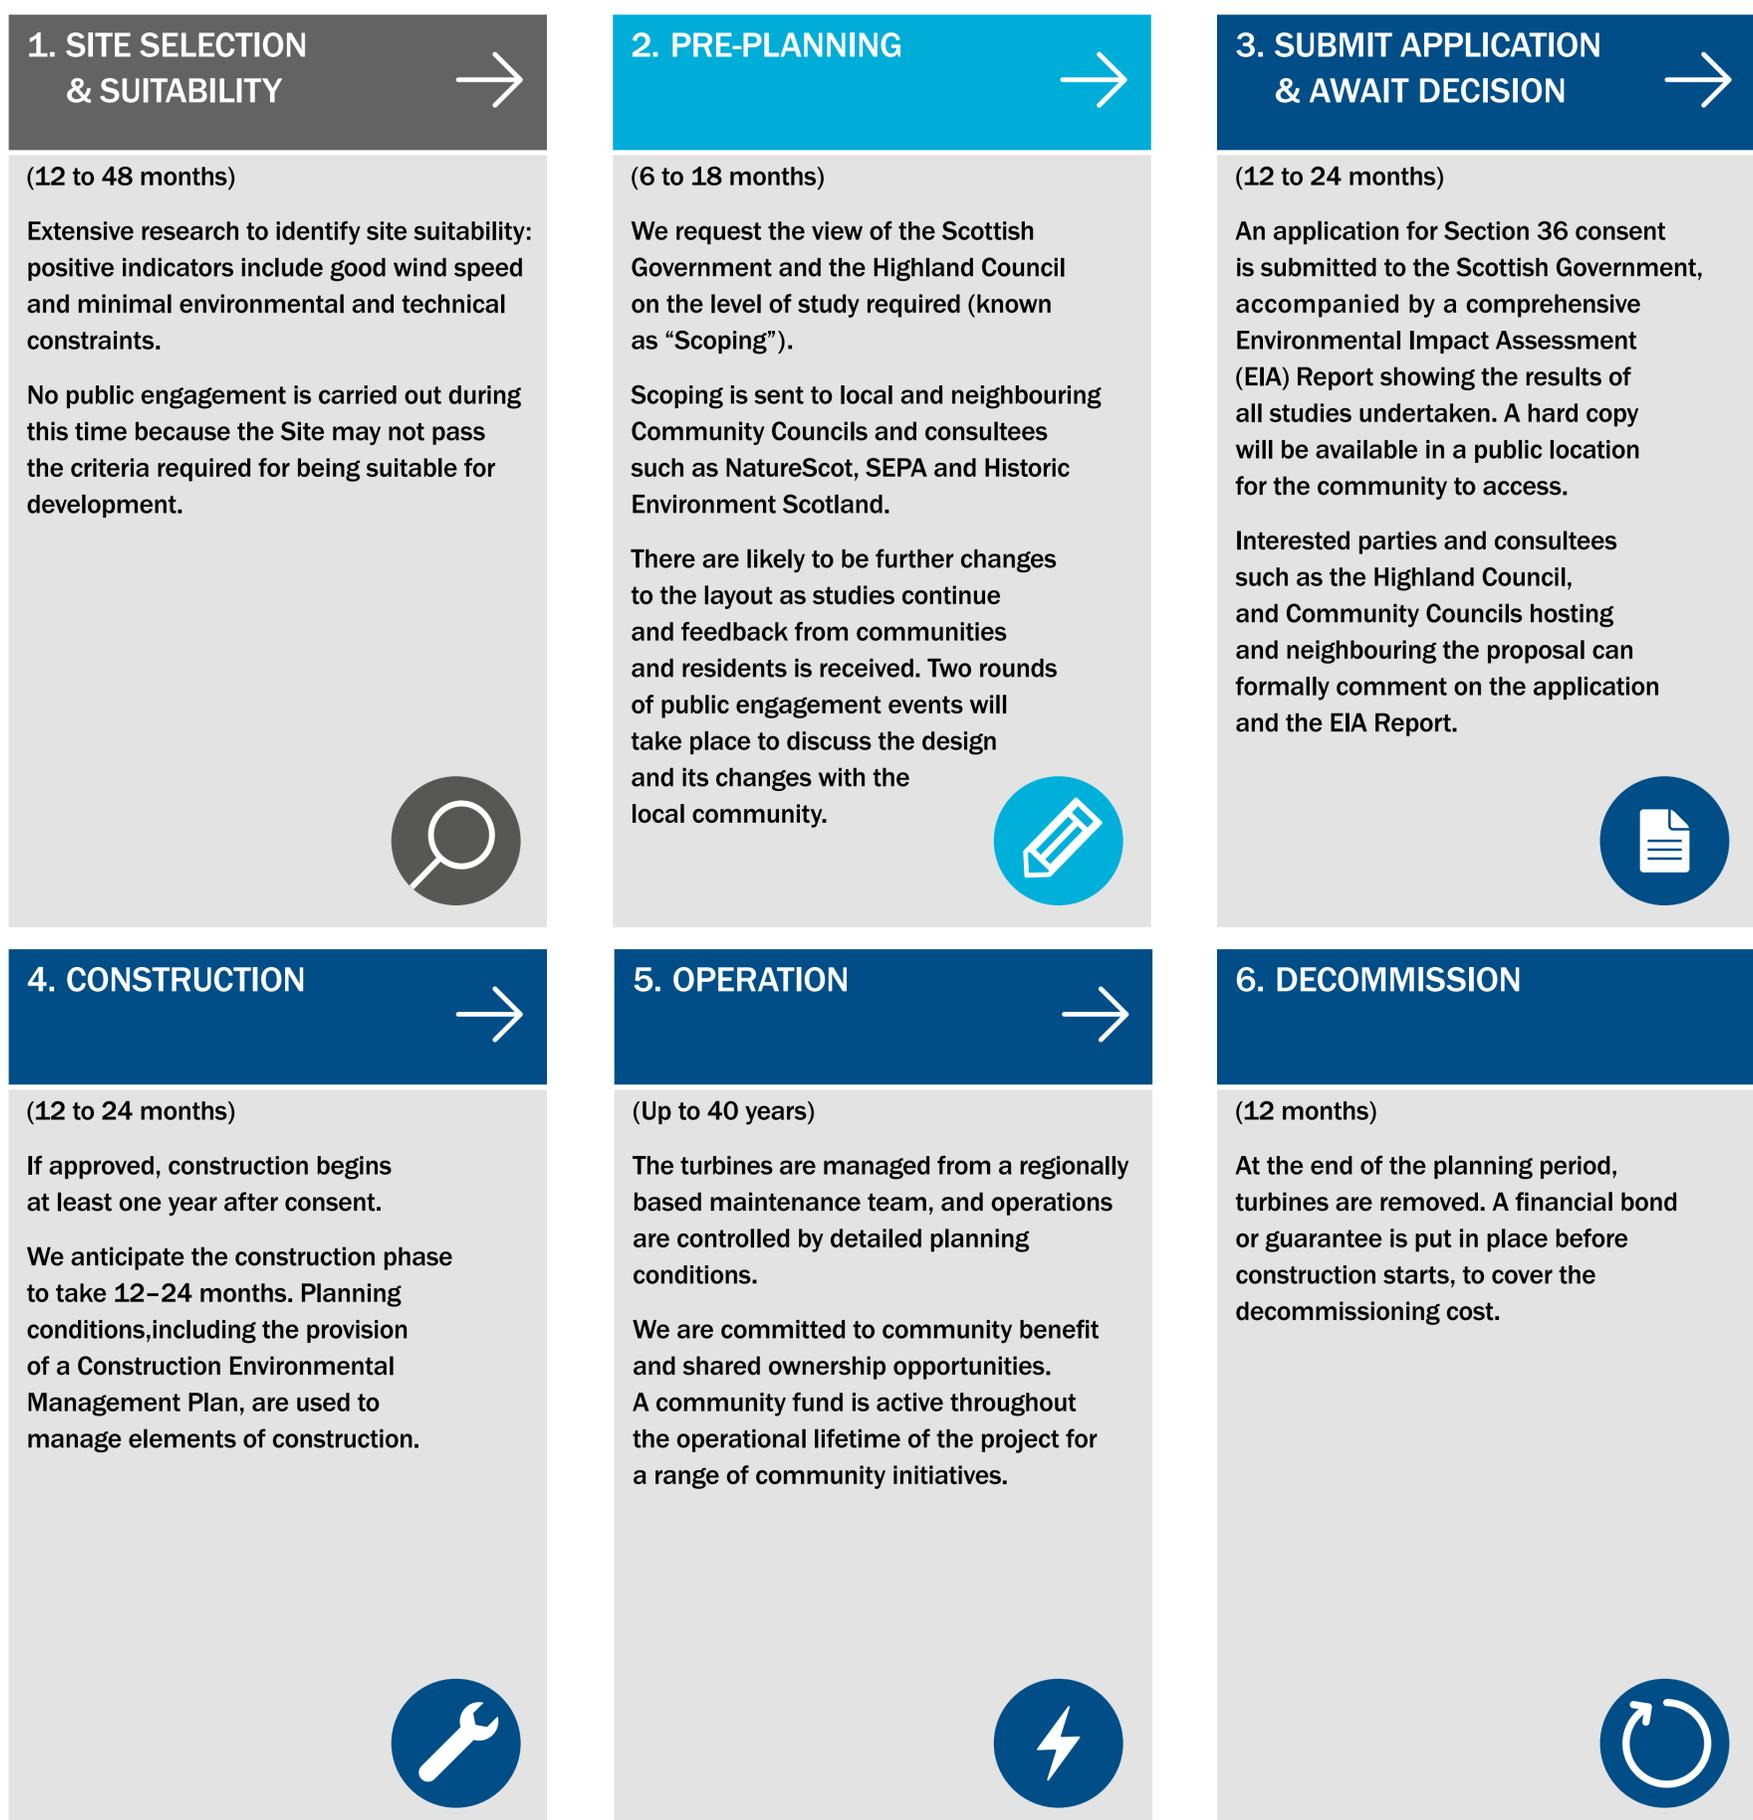 1. SITE SELECTION
& SUITABILITY
(12 to 48 months)
Extensive research to identify site suitability:
positive indicators include good wind speed
and minimal environmental and technical
constraints.
No public engagement is carried out during
this time because the Site may not pass
the criteria required for being suitable for
development.
2. PRE-PLANNING
(6 to 18 months)
We request the view of the Scottish
Government and the Highland Council
on the level of study required (known
as “Scoping”).
Scoping is sent to local and neighbouring
Community Councils and consultees
such as NatureScot, SEPA and Historic
Environment Scotland.
There are likely to be further changes
to the layout as studies continue
and feedback from communities
and residents is received. Two rounds
of public engagement events will
take place to discuss the design
and its changes with the
local community.
3. SUBMIT APPLICATION
& AWAIT DECISION
(12 to 24 months)
An application for Section 36 consent
is submitted to the Scottish Government,
accompanied by a comprehensive
Environmental Impact Assessment
(EIA) Report showing the results of
all studies undertaken. A hard copy
will be available in a public location
for the community to access.
Interested parties and consultees
such as the Highland Council,
and Community Councils hosting
and neighbouring the proposal can
formally comment on the application
and the EIA Report.
4. CONSTRUCTION
(12 to 24 months)
If approved, construction begins
at least one year after consent.
We anticipate the construction phase
to take 12–24 months. Planning
conditions,including the provision
of a Construction Environmental
Management Plan, are used to
manage elements of construction.
5. OPERATION
(Up to 40 years)
The turbines are managed from a regionally
based maintenance team, and operations
are controlled by detailed planning
conditions.
We are committed to community benefit
and shared ownership opportunities.
A community fund is active throughout
the operational lifetime of the project for
a range of community initiatives.
6. DECOMMISSION
(12 months)
At the end of the planning period,
turbines are removed. A financial bond
or guarantee is put in place before
construction starts, to cover the
decommissioning cost.